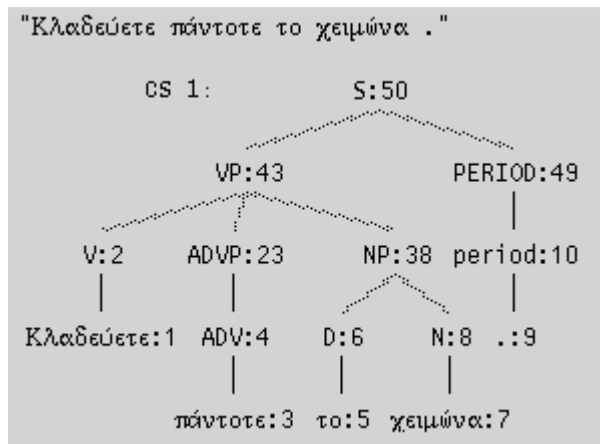 "Κλαδεύετε πάντοτε το χειμώνα ."
CS 1: S:50
VP:43 PERIOD:49
V:2 ADVP:23 NP:38 period:10
Κλαδεύετε:1 ADV:4 D:6 N:8 .:9
πάντοτε:3 το:5 χειμώνα:7